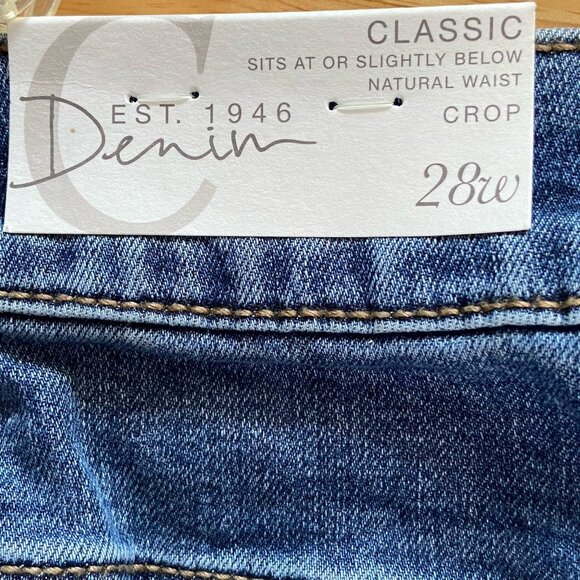 CLASSIC
SITS AT OR SLIGHTLY BELOW
NATURAL WAIST
C
EST. 1946
Denim
CROP
28w